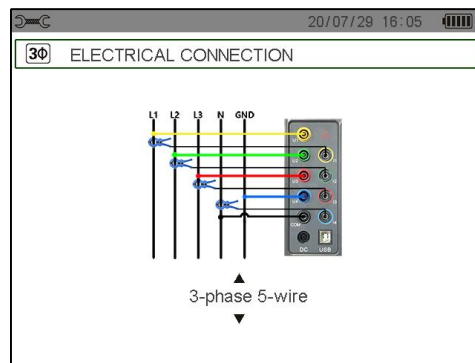 20/07/29 16:05
3Φ ELECTRICAL CONNECTION
L1 L2 L3 N GND
COM
DC USB
3-phase 5-wire